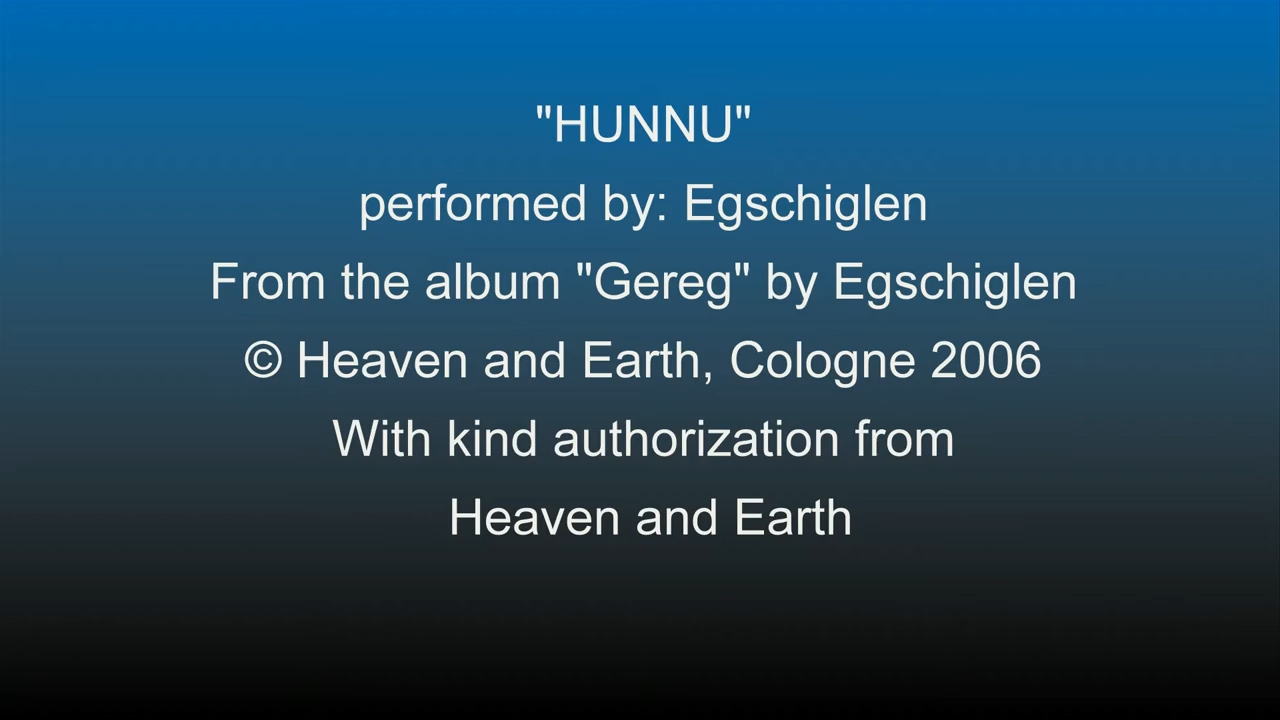 "HUNNU"
performed by: Egschiglen
From the album "Gereg" by Egschiglen
© Heaven and Earth, Cologne 2006
With kind authorization from
Heaven and Earth